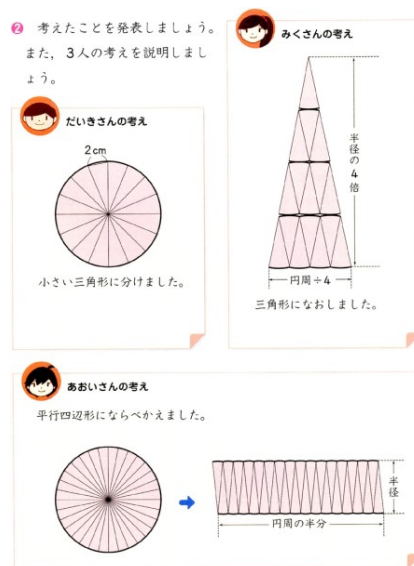 ❷ 考えたことを発表しましょう。
また，3人の考えを説明しまし
ょう。
だいきさんの考え
2cm
小さい三角形に分けました。
みくさんの考え
半径の4倍
円周÷4
三角形になおしました。
あおいさんの考え
平行四辺形にならべかえました。
半径
円周の半分